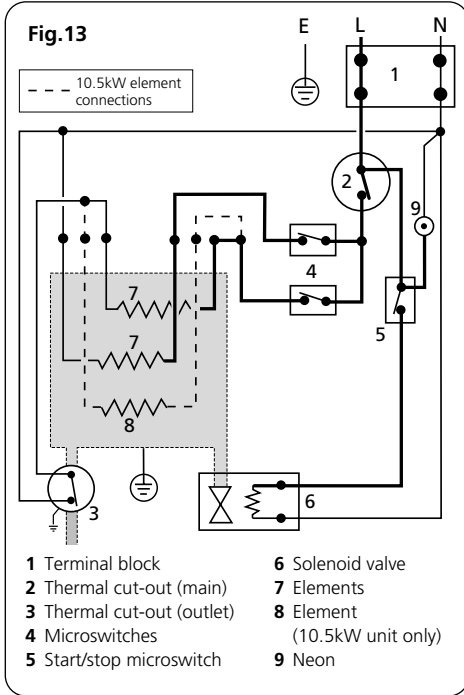 Fig.13
E L N
10.5kW element
connections
1
2
9
4
5
7
7
8
3
6
1 Terminal block
2 Thermal cut-out (main)
3 Thermal cut-out (outlet)
4 Microswitches
5 Start/stop microswitch
6 Solenoid valve
7 Elements
8 Element
(10.5kW unit only)
9 Neon